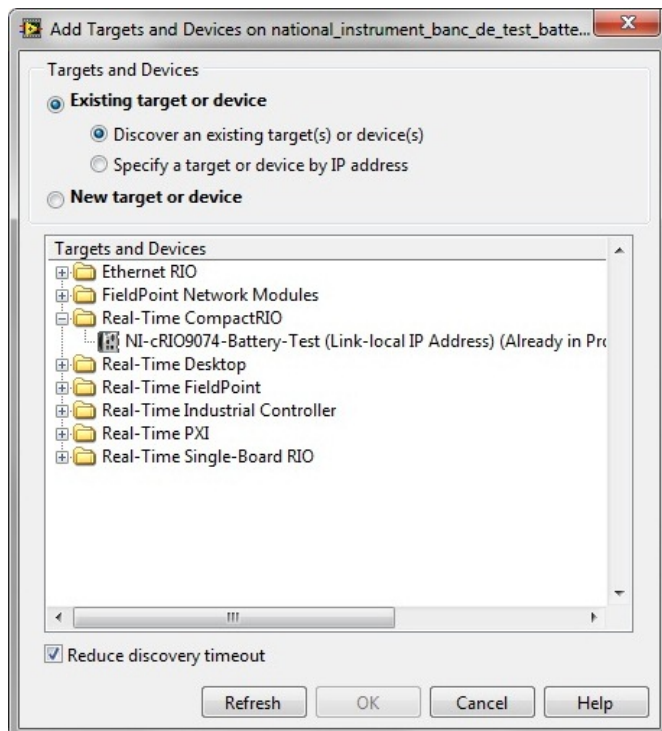 Add Targets and Devices on national_instrument_banc_de_test_batte...
Targets and Devices
Existing target or device
Discover an existing target(s) or device(s)
Specify a target or device by IP address
New target or device
Targets and Devices
Ethernet RIO
FieldPoint Network Modules
Real-Time CompactRIO
NI-cRIO9074-Battery-Test (Link-local IP Address) (Already in Pro
Real-Time Desktop
Real-Time FieldPoint
Real-Time Industrial Controller
Real-Time PXI
Real-Time Single-Board RIO
Reduce discovery timeout
Refresh OK Cancel Help